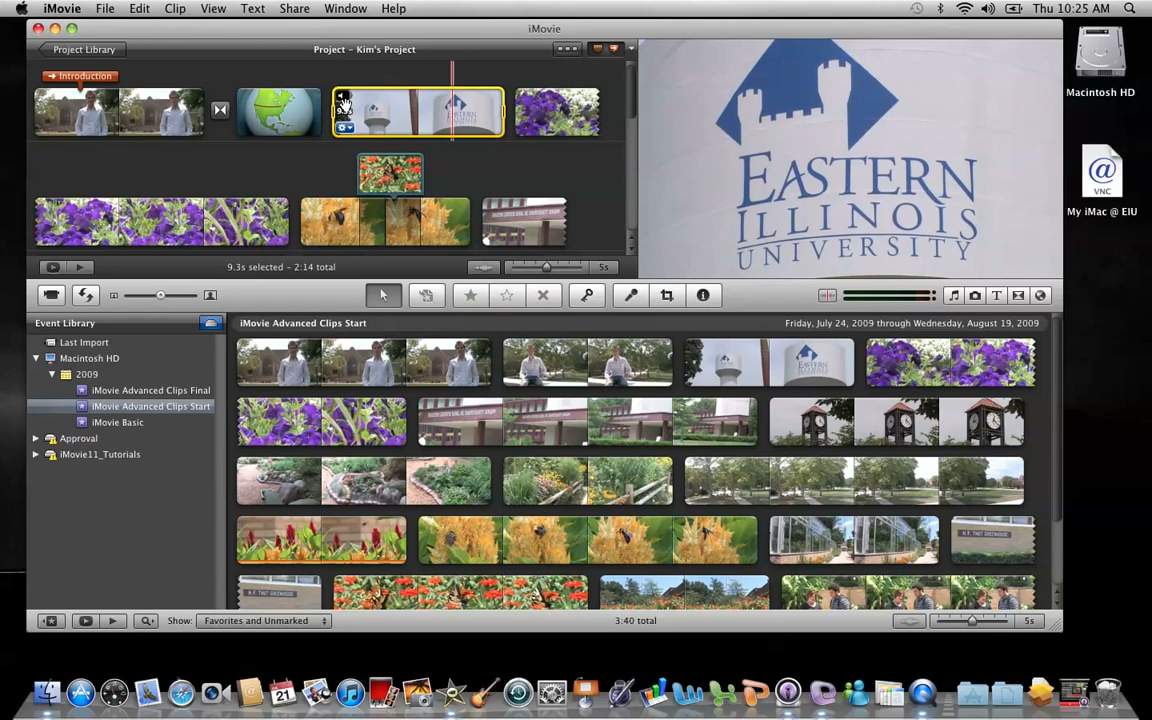 iMovie File Edit Clip View Text Share Window Help Thu 10:25 AM
iMovie
Project Library Project – Kim's Project
Introduction
EASTERN
ILLINOIS
UNIVERSITY
9.3s selected – 2:14 total 5s
Event Library iMovie Advanced Clips Start Friday, July 24, 2009 through Wednesday, August 19, 2009
Last Import
Macintosh HD
2009
iMovie Advanced Clips Final
iMovie Advanced Clips Start
iMovie Basic
Approval
iMovie11_Tutorials
Show: Favorites and Unmarked 3:40 total 5s
Macintosh HD
VNC
My iMac @ EIU
21